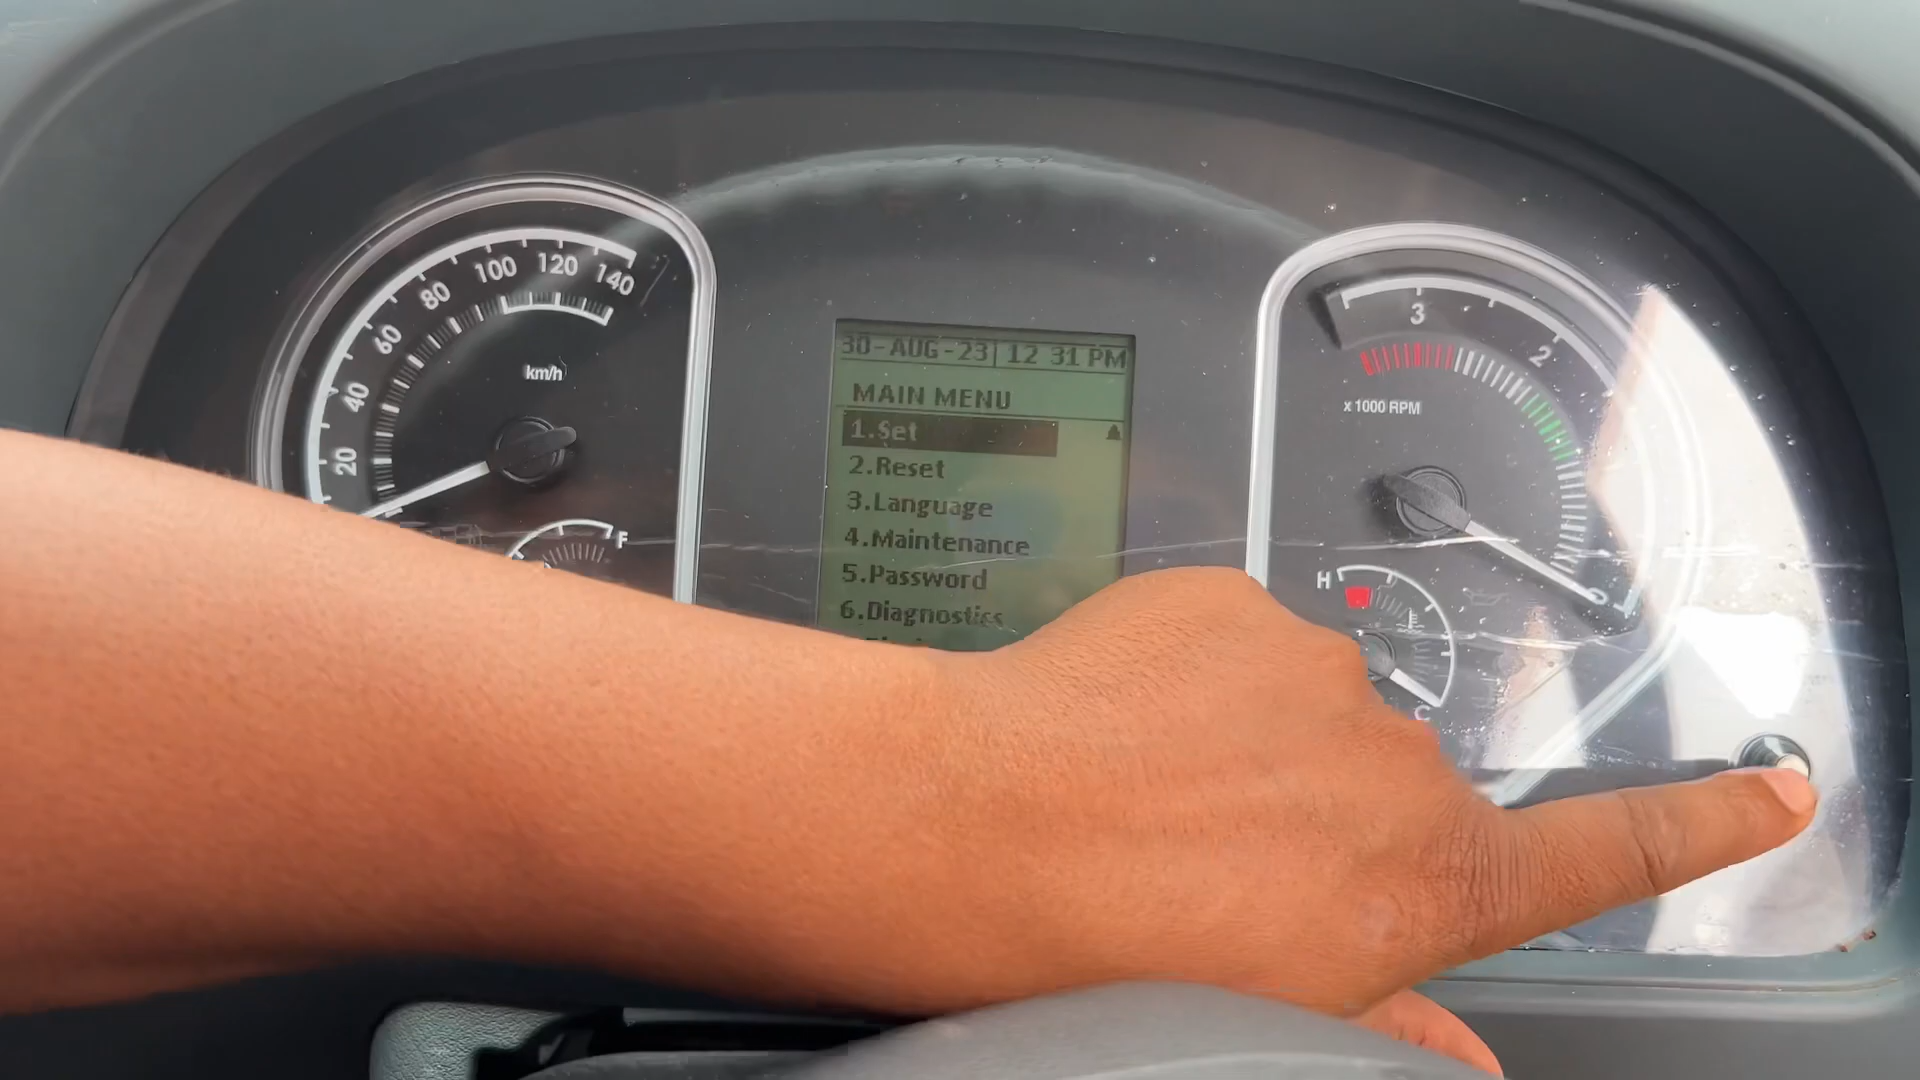 20 40 60 80 100 120 140
km/h
F
30-AUG-23| 12 31 PM
MAIN MENU
1.Set
2.Reset
3.Language
4.Maintenance
5.Password
6.Diagnostics
3 2 0
x 1000 RPM
H
C